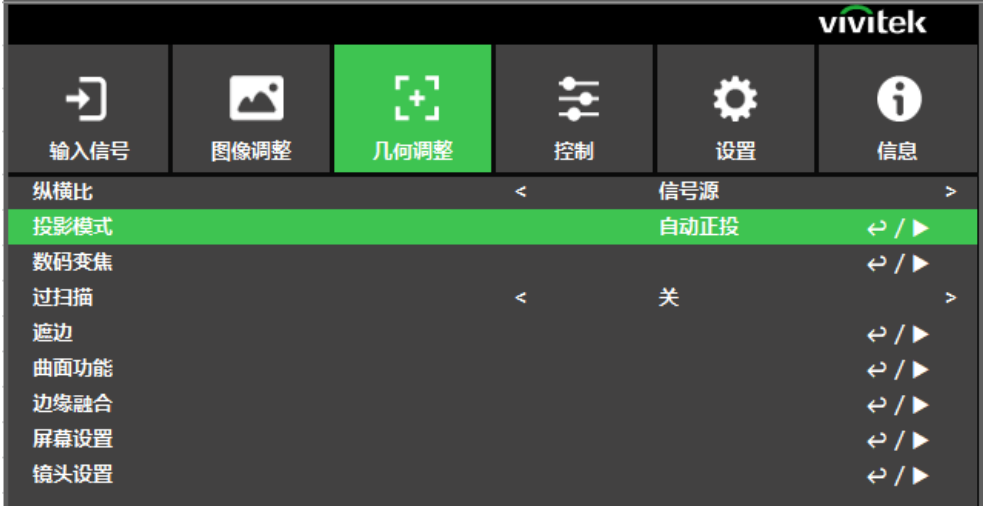 vivitek
输入信号 图像调整 几何调整 控制 设置 信息
纵横比 < 信号源 >
投影模式 自动正投 ↩ / ▶
数码变焦 ↩ / ▶
过扫描 < 关 >
遮边 ↩ / ▶
曲面功能 ↩ / ▶
边缘融合 ↩ / ▶
屏幕设置 ↩ / ▶
镜头设置 ↩ / ▶